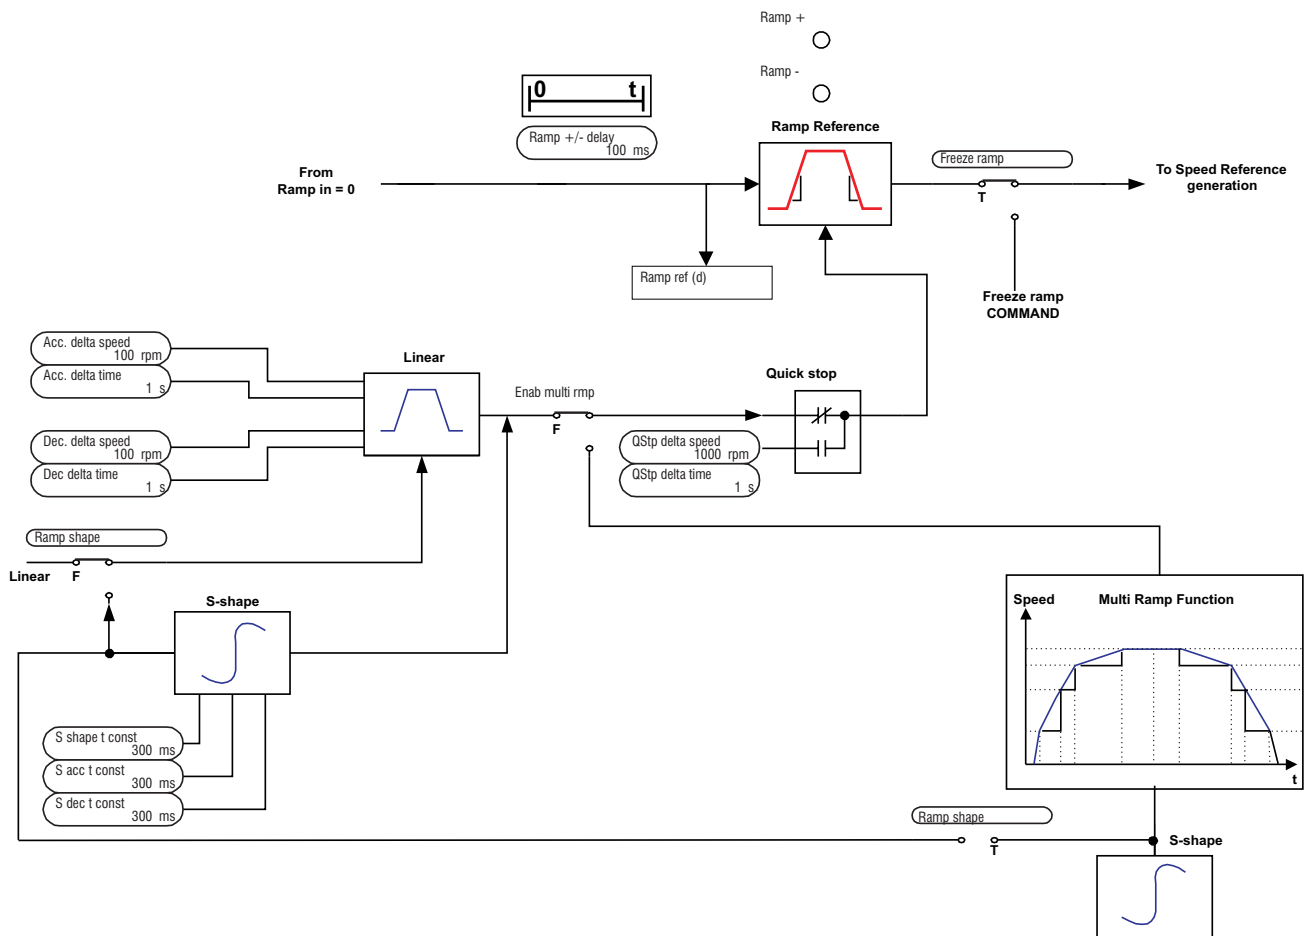 Ramp +
Ramp -
0 t
Ramp +/- delay
100 ms
Ramp Reference
Freeze ramp
From
Ramp in = 0
To Speed Reference
generation
T
Ramp ref (d)
Freeze ramp
COMMAND
Acc. delta speed
100 rpm
Acc. delta time
1 s
Linear
Quick stop
Enab multi rmp
F
Dec. delta speed
100 rpm
Dec delta time
1 s
QStp delta speed
1000 rpm
QStp delta time
1 s
Ramp shape
Linear F
S-shape
Speed Multi Ramp Function
t
S shape t const
300 ms
S acc t const
300 ms
S dec t const
300 ms
Ramp shape
T
S-shape